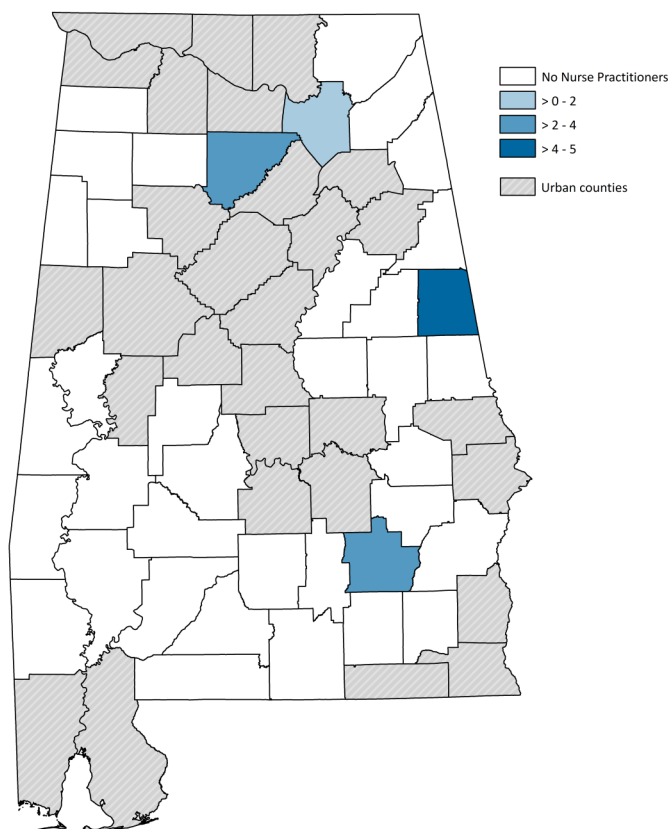 No Nurse Practitioners
> 0 - 2
> 2 - 4
> 4 - 5
Urban counties